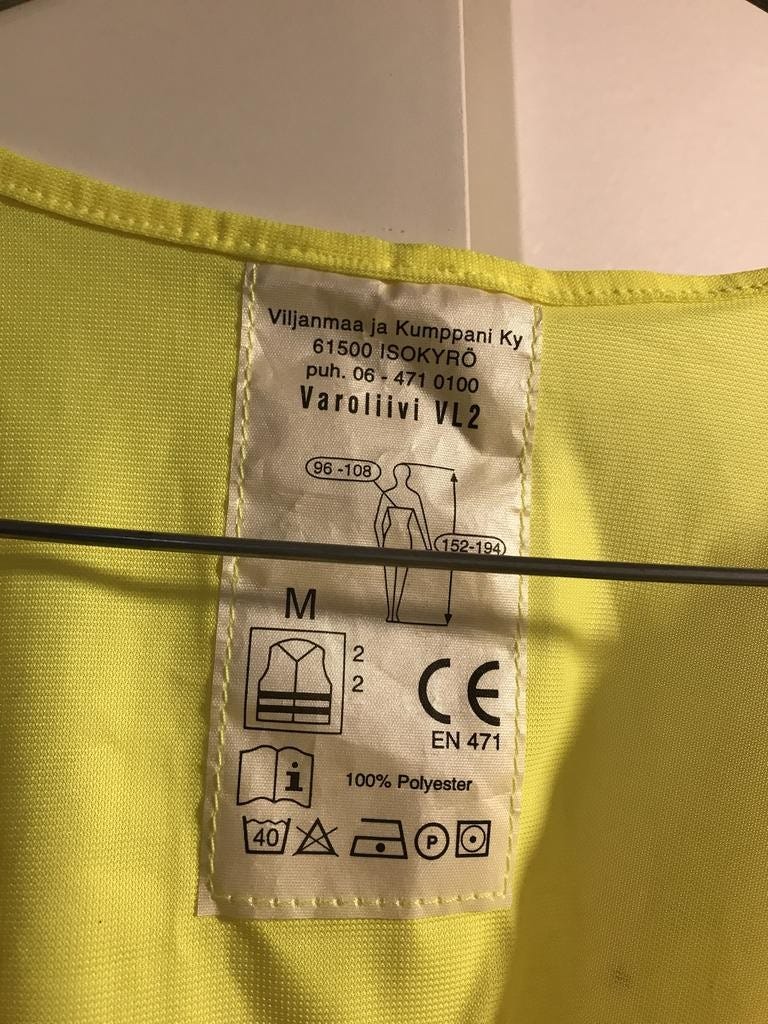 Viljanmaa ja Kumppani Ky
61500 ISOKYRÖ
puh. 06 - 471 0100
Varoliivi VL2
96 -108
152-194
M
2
2
CE
EN 471
i
100% Polyester
40
P